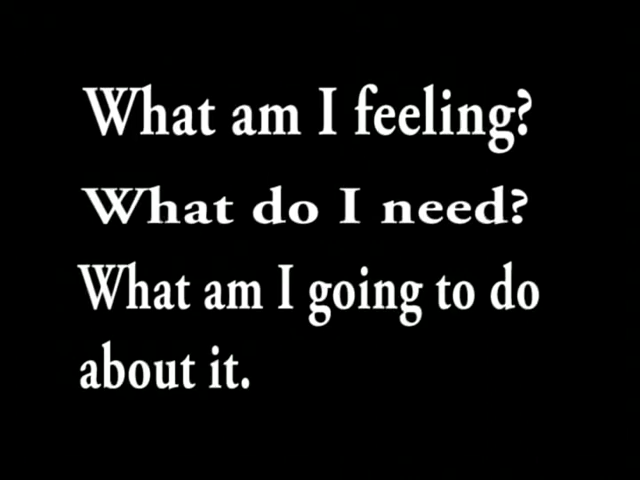 What am I feeling?
What do I need?
What am I going to do
about it.